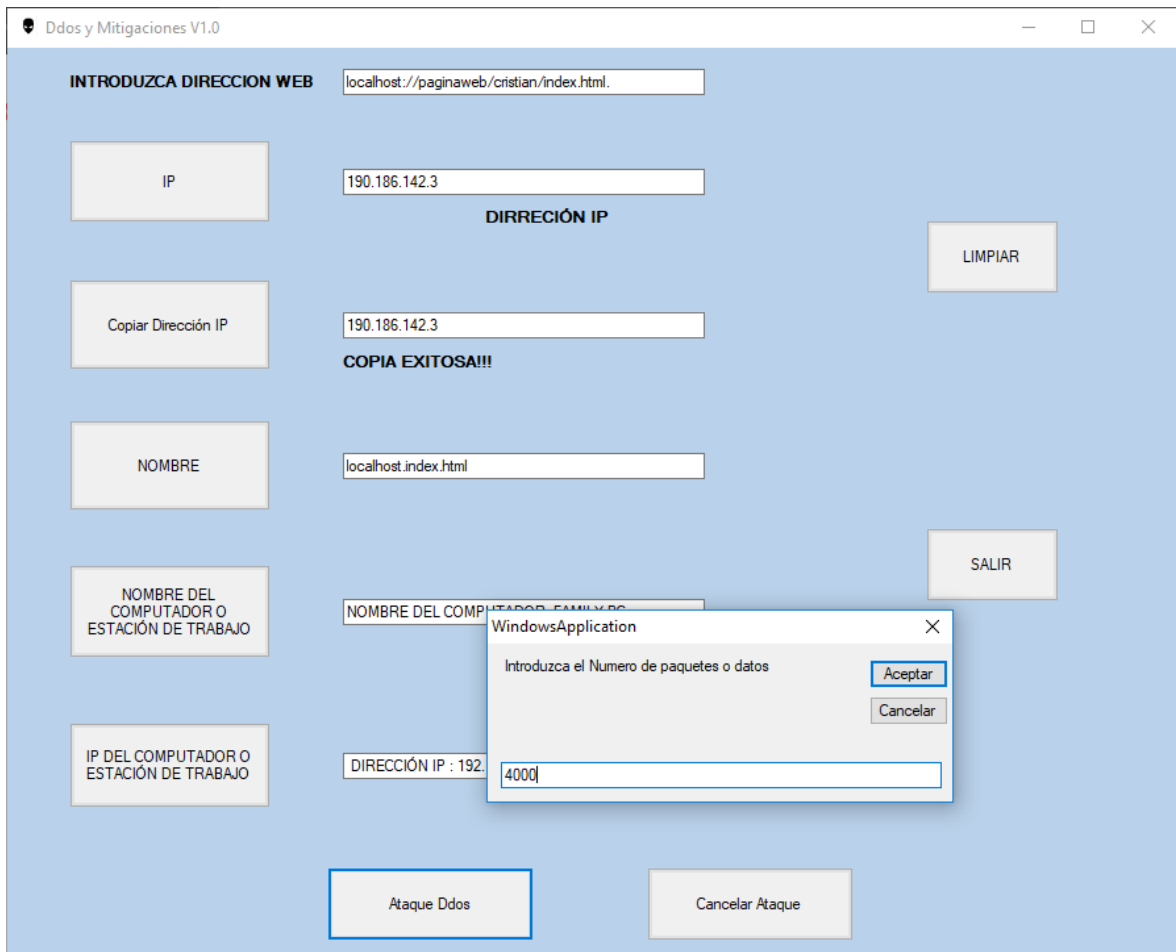 Ddos y Mitigaciones V1.0
INTRODUZCA DIRECCION WEB
localhost://paginaweb/cristian/index.html.
IP
190.186.142.3
DIRRECIÓN IP
LIMPIAR
Copiar Dirección IP
190.186.142.3
COPIA EXITOSA!!!
NOMBRE
localhost.index.html
SALIR
NOMBRE DEL
COMPUTADOR O
ESTACIÓN DE TRABAJO
NOMBRE DEL COMPUTADOR
WindowsApplication
Introduzca el Numero de paquetes o datos
Aceptar
Cancelar
4000
IP DEL COMPUTADOR O
ESTACIÓN DE TRABAJO
DIRECCIÓN IP : 192.
Ataque Ddos
Cancelar Ataque